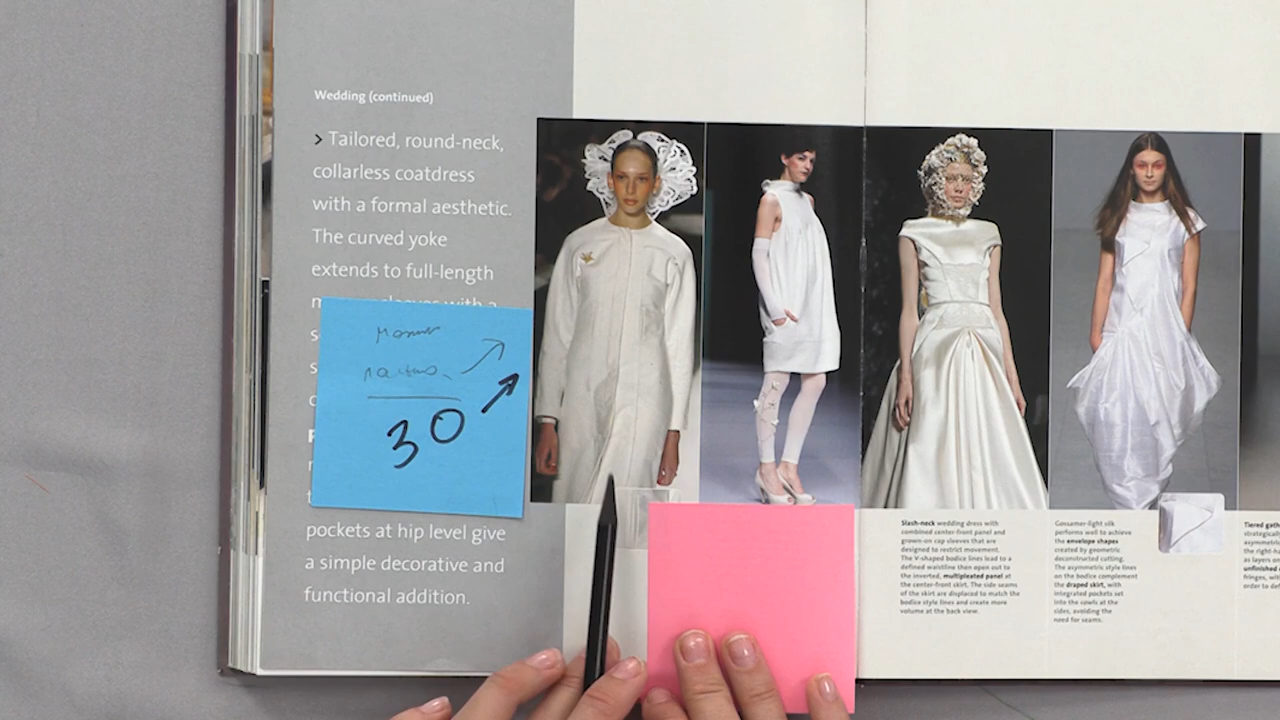 Wedding (continued)
> Tailored, round-neck,
collarless coatdress
with a formal aesthetic.
The curved yoke
extends to full-length
with a
30
pockets at hip level give
a simple decorative and
functional addition.
Slash-neck wedding dress with
combined center-front panel and
grown-on cap sleeves that are
designed to restrict movement.
The V-shaped bodice lines lead to a
defined waistline then open out to
the inverted, multipleated panel at
the center-front skirt. The side seams
of the skirt are displaced to match the
bodice style lines and create more
volume at the back view.
Gossamer-light silk
performs well to achieve
the envelope shapes
created by geometric
deconstructed cutting.
The asymmetric style lines
on the bodice complement
the draped skirt, with
integrated pockets set
into the cowls at the
sides, avoiding the
need for seams.
Tiered